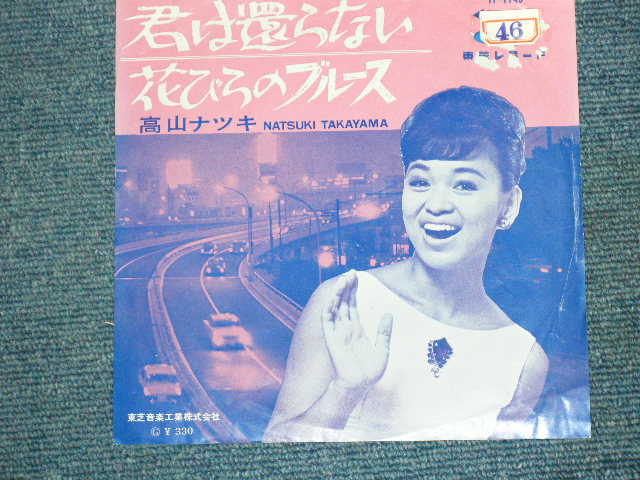 46
東芝レコード
君は還らない
花びらのブルース
高山ナツキ NATSUKI TAKAYAMA
東芝音楽工業株式会社
Ⓒ ¥ 330